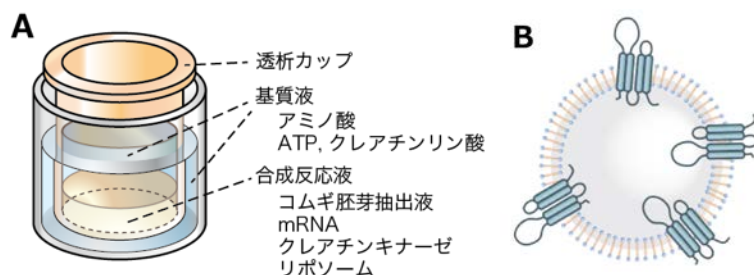 A
透析カップ
基質液
アミノ酸
ATP, クレアチンリン酸
合成反応液
コムギ胚芽抽出液
mRNA
クレアチンキナーゼ
リポソーム
B